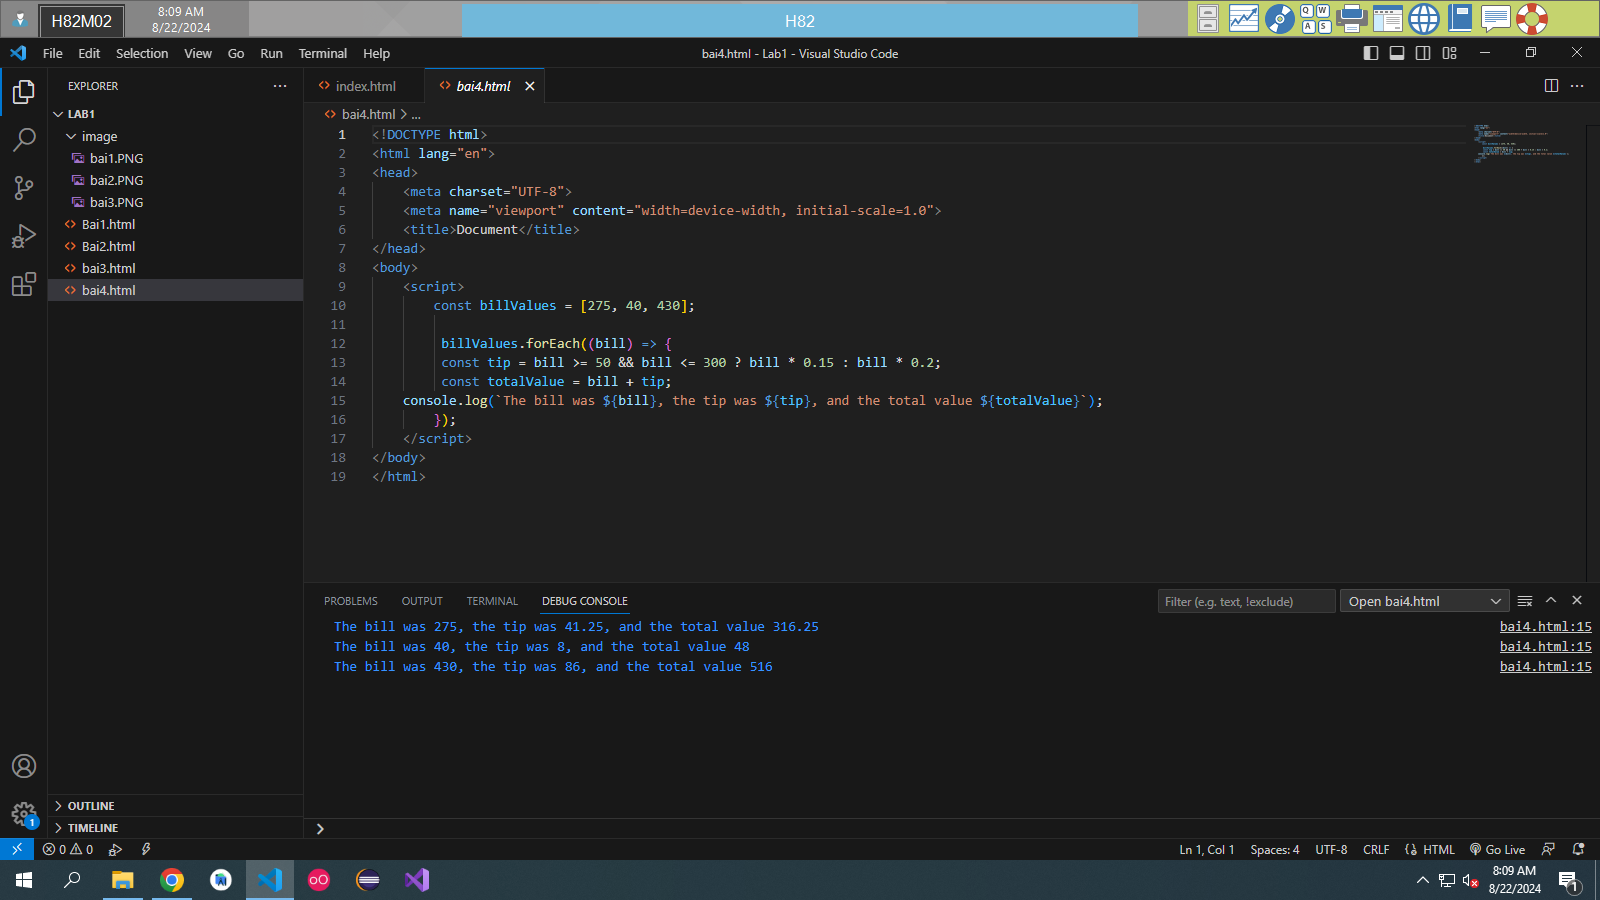 H82M02
8:09 AM
8/22/2024
H82
Q W
A S
File Edit Selection View Go Run Terminal Help
bai4.html - Lab1 - Visual Studio Code
EXPLORER
LAB1
image
bai1.PNG
bai2.PNG
bai3.PNG
Bai1.html
Bai2.html
bai3.html
bai4.html
OUTLINE
TIMELINE
index.html
bai4.html
bai4.html > ...
1 <!DOCTYPE html>
2 <html lang="en">
3 <head>
4 <meta charset="UTF-8">
5 <meta name="viewport" content="width=device-width, initial-scale=1.0">
6 <title>Document</title>
7 </head>
8 <body>
9 <script>
10 const billValues = [275, 40, 430];
11
12 billValues.forEach((bill) => {
13 const tip = bill >= 50 && bill <= 300 ? bill * 0.15 : bill * 0.2;
14 const totalValue = bill + tip;
15 console.log(`The bill was ${bill}, the tip was ${tip}, and the total value ${totalValue}`);
16 });
17 </script>
18 </body>
19 </html>
PROBLEMS OUTPUT TERMINAL DEBUG CONSOLE
Filter (e.g. text, !exclude)
Open bai4.html
The bill was 275, the tip was 41.25, and the total value 316.25 bai4.html:15
The bill was 40, the tip was 8, and the total value 48 bai4.html:15
The bill was 430, the tip was 86, and the total value 516 bai4.html:15
1
0 0
Ln 1, Col 1 Spaces: 4 UTF-8 CRLF HTML Go Live
8:09 AM
8/22/2024
1